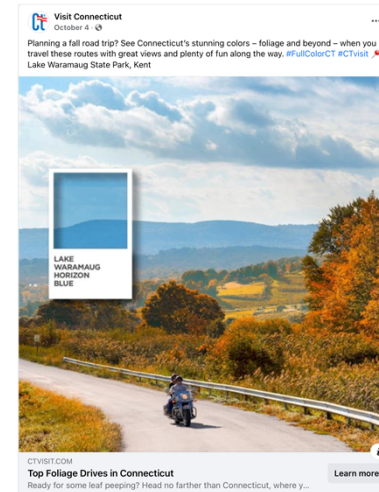 Visit Connecticut
October 4 ·
Planning a fall road trip? See Connecticut's stunning colors – foliage and beyond – when you
travel these routes with great views and plenty of fun along the way. #FullColorCT #CTvisit
Lake Waramaug State Park, Kent
LAKE
WARAMAUG
HORIZON
BLUE
CTVISIT.COM
Top Foliage Drives in Connecticut
Learn more
Ready for some leaf peeping? Head no farther than Connecticut, where y...